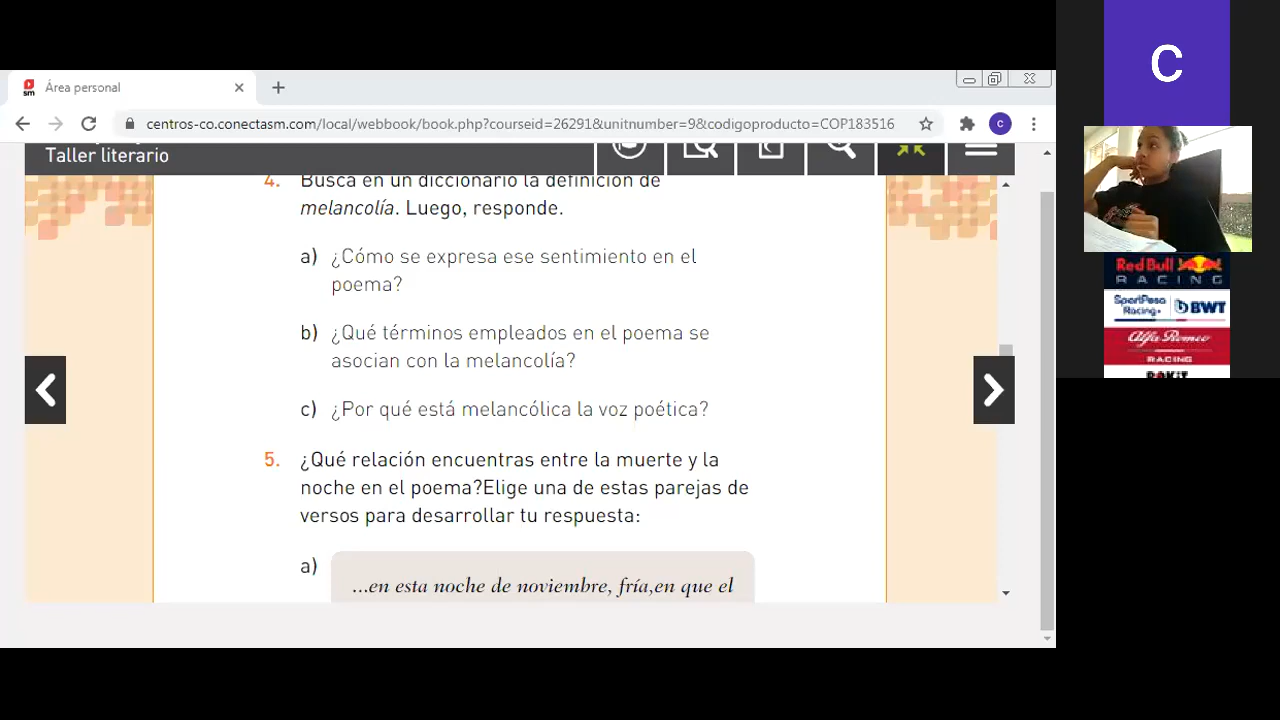 Área personal
sm
centros-co.conectasm.com/local/webbook/book.php?courseid=26291&unitnumber=9&codigoproducto=COP183516
C
Taller literario
4. Busca en un diccionario la definición de
melancolía. Luego, responde.
a) ¿Cómo se expresa ese sentimiento en el
poema?
b) ¿Qué términos empleados en el poema se
asocian con la melancolía?
c) ¿Por qué está melancólica la voz poética?
5. ¿Qué relación encuentras entre la muerte y la
noche en el poema?Elige una de estas parejas de
versos para desarrollar tu respuesta:
a) ...en esta noche de noviembre, fría,en que el
C
Red Bull
RACING
SportPesa
Racing
BWT
Alfa Romeo
RACING
ROKiT